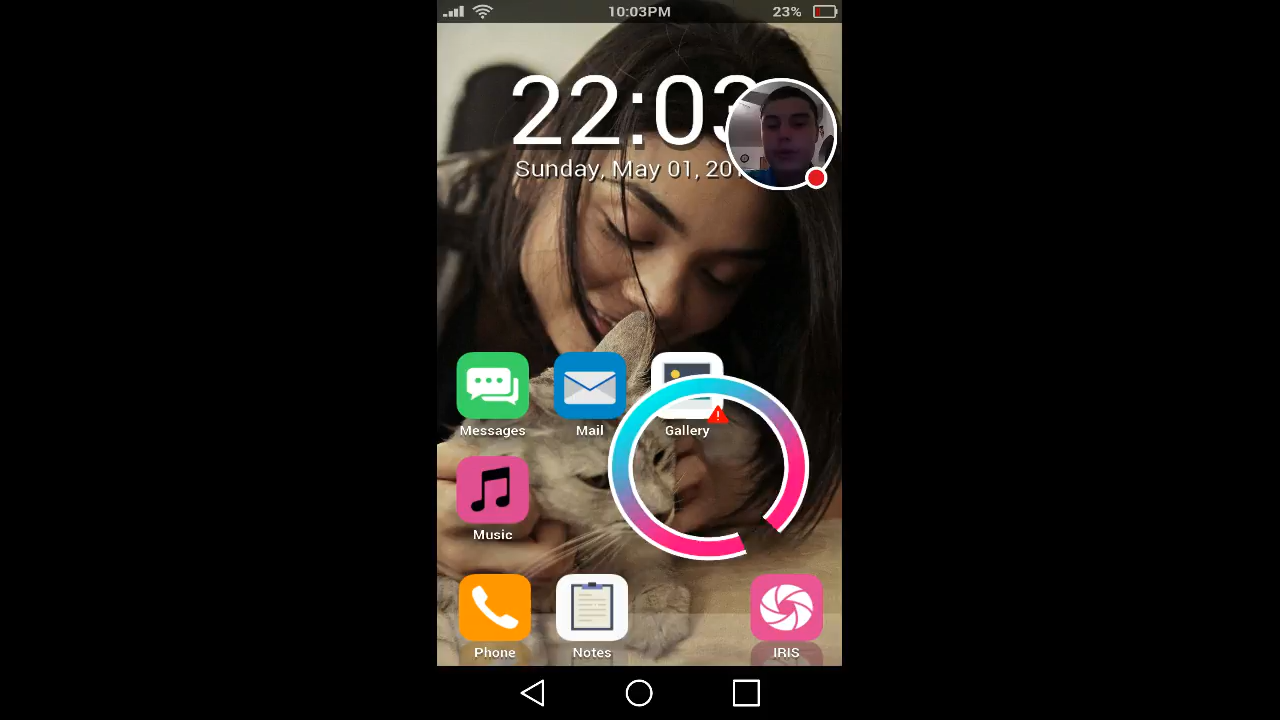 10:03PM
23%
22:03
Sunday, May 01, 201
Messages
Mail
Gallery
Music
Phone
Notes
IRIS